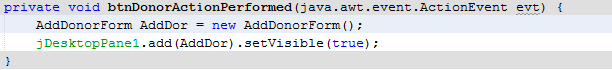 private void btnDonorActionPerformed(java.awt.event.ActionEvent evt) {
AddDonorForm AddDor = new AddDonorForm();
jDesktopPane1.add(AddDor).setVisible(true);
}